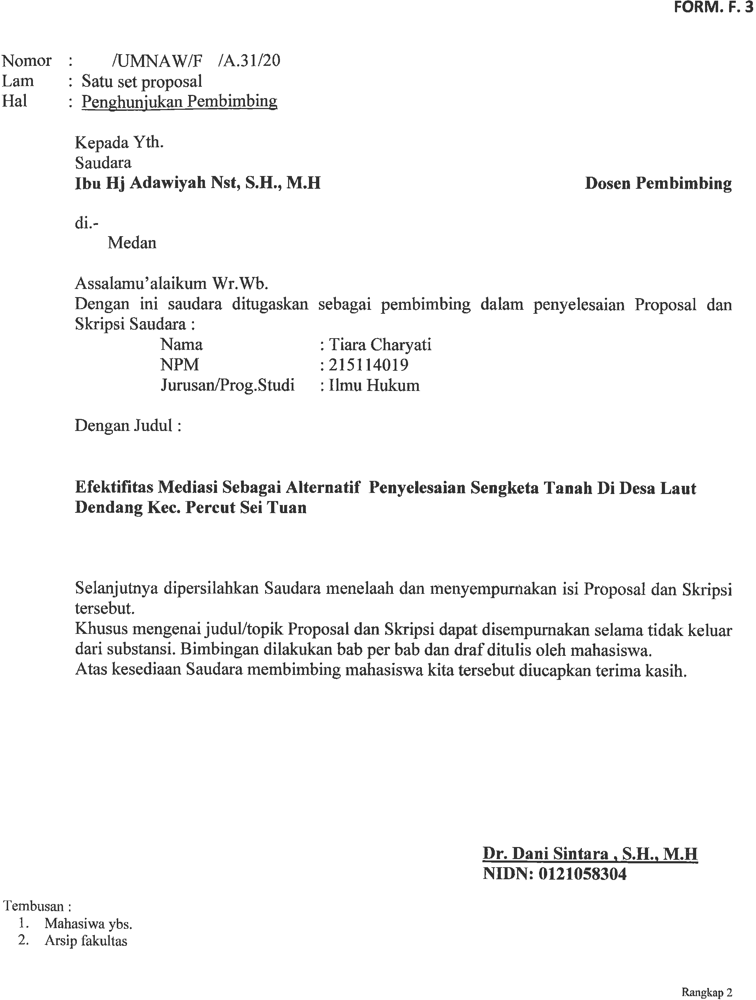 FORM. F. 3
Nomor : /UMNAW/F /A.31/20
Lam : Satu set proposal
Hal : Penghunjukan Pembimbing
Kepada Yth.
Saudara
Ibu Hj Adawiyah Nst, S.H., M.H Dosen Pembimbing
di.-
Medan
Assalamu'alaikum Wr.Wb.
Dengan ini saudara ditugaskan sebagai pembimbing dalam penyelesaian Proposal dan
Skripsi Saudara :
Nama : Tiara Charyati
NPM : 215114019
Jurusan/Prog.Studi : Ilmu Hukum
Dengan Judul :
Efektifitas Mediasi Sebagai Alternatif Penyelesaian Sengketa Tanah Di Desa Laut
Dendang Kec. Percut Sei Tuan
Selanjutnya dipersilahkan Saudara menelaah dan menyempurnakan isi Proposal dan Skripsi
tersebut.
Khusus mengenai judul/topik Proposal dan Skripsi dapat disempurnakan selama tidak keluar
dari substansi. Bimbingan dilakukan bab per bab dan draf ditulis oleh mahasiswa.
Atas kesediaan Saudara membimbing mahasiswa kita tersebut diucapkan terima kasih.
Dr. Dani Sintara , S.H., M.H
NIDN: 0121058304
Tembusan :
1. Mahasiwa ybs.
2. Arsip fakultas
Rangkap 2